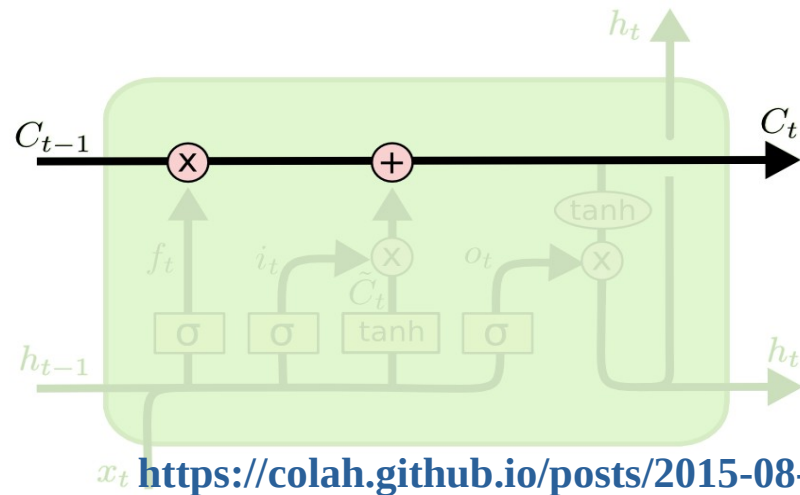 h_t
C_{t-1} C_t
x +
tanh
f_t i_t x o_t x
C̃_t
σ σ tanh σ
h_{t-1} h_t
x_t https://colah.github.io/posts/2015-08-